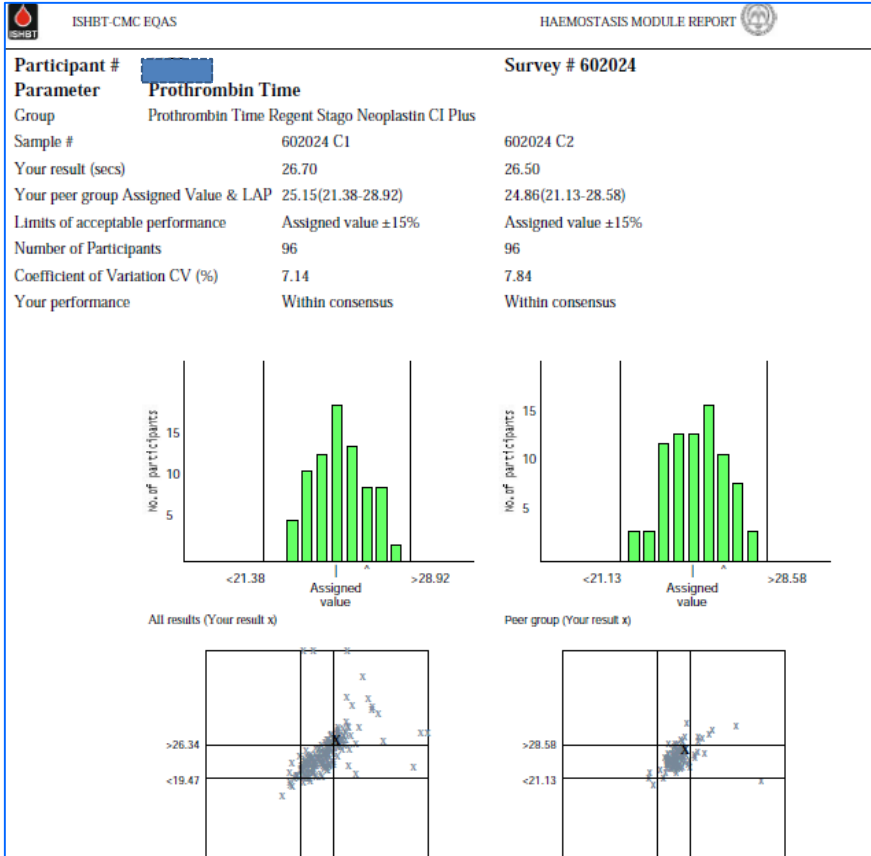 ISHBT
ISHBT-CMC EQAS HAEMOSTASIS MODULE REPORT
Participant # Survey # 602024
Parameter Prothrombin Time
Group Prothrombin Time Regent Stago Neoplastin CI Plus
Sample # 602024 C1 602024 C2
Your result (secs) 26.70 26.50
Your peer group Assigned Value & LAP 25.15(21.38-28.92) 24.86(21.13-28.58)
Limits of acceptable performance Assigned value ±15% Assigned value ±15%
Number of Participants 96 96
Coefficient of Variation CV (%) 7.14 7.84
Your performance Within consensus Within consensus
No.of participants
15
10
5
<21.38 Assigned value >28.92
No.of participants
15
10
5
<21.13 Assigned value >28.58
All results (Your result x) Peer group (Your result x)
>26.34
<19.47
>28.58
<21.13